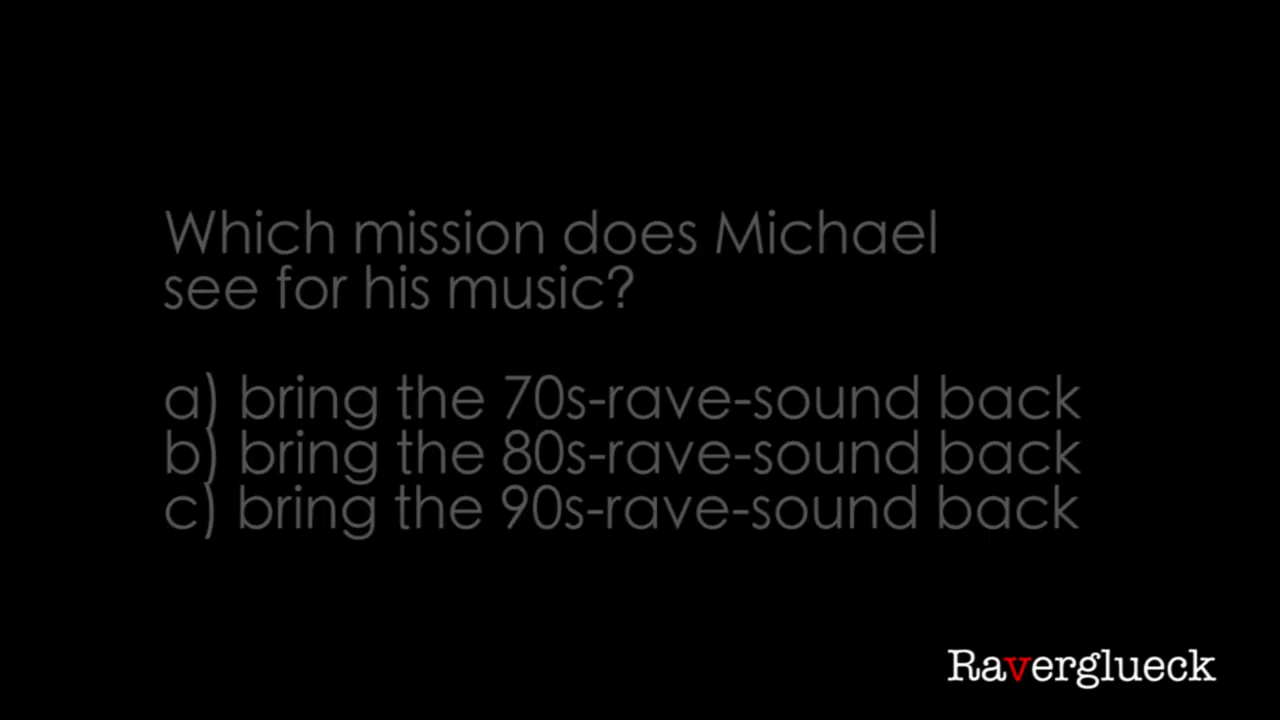 Which mission does Michael
see for his music?
a) bring the 70s-rave-sound back
b) bring the 80s-rave-sound back
c) bring the 90s-rave-sound back
Raverglueck